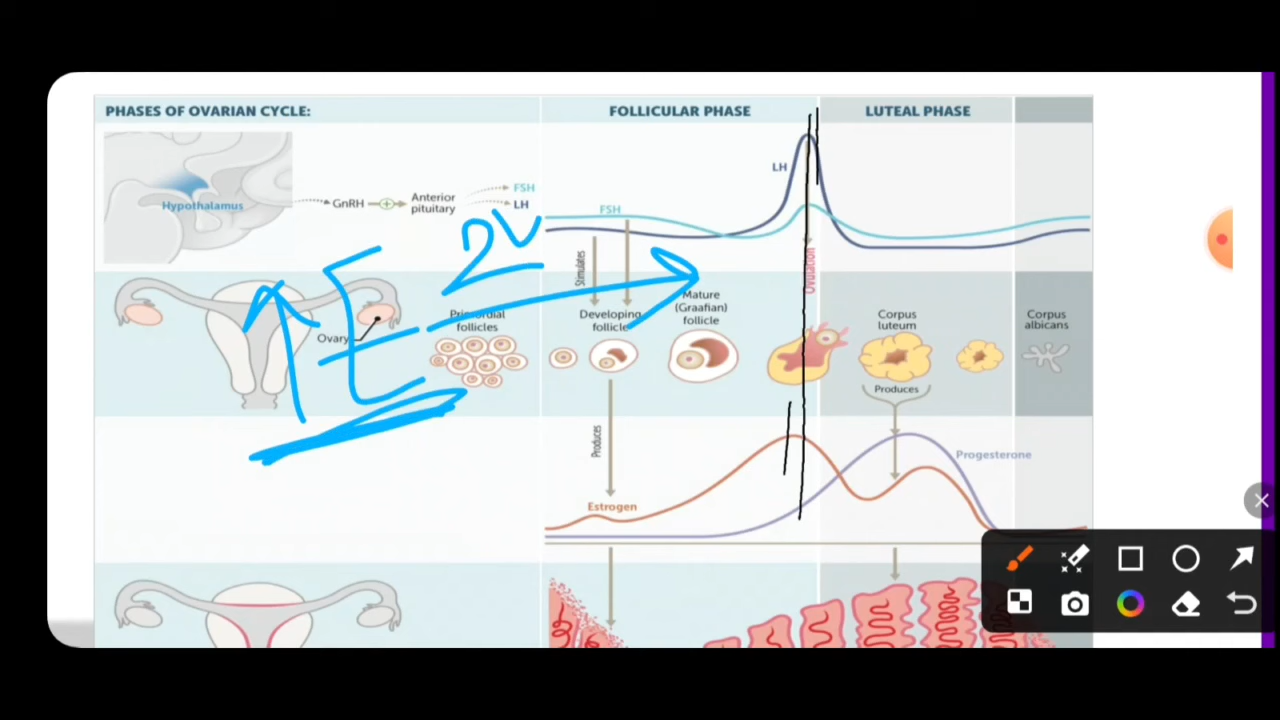 PHASES OF OVARIAN CYCLE: FOLLICULAR PHASE LUTEAL PHASE
LH
Hypothalamus GnRH + Anterior pituitary FSH LH
FSH
Stimulates
Ovulation
Ovary
Primordial follicles
Developing follicle
Mature (Graafian) follicle
Corpus luteum
Corpus albicans
Produces
Produces
Estrogen
Progesterone